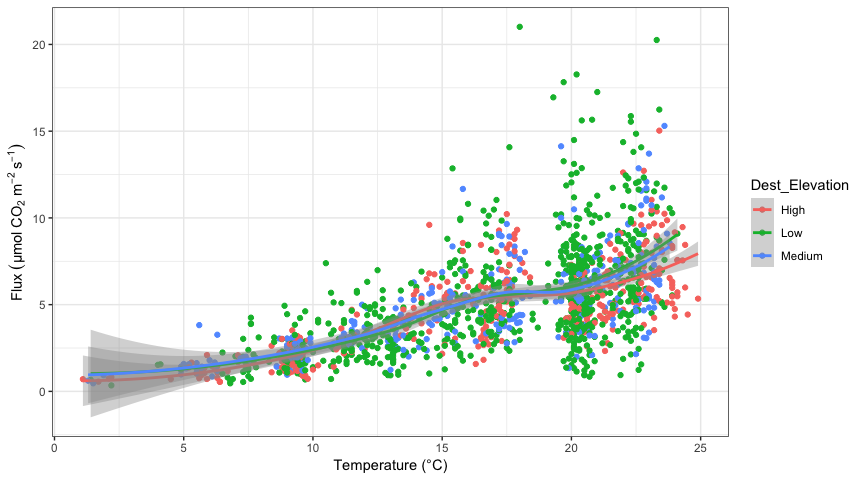 Flux (μmol CO₂ m⁻² s⁻¹)
20
15
10
5
0
0 5 10 15 20 25
Temperature (°C)
Dest_Elevation
High
Low
Medium